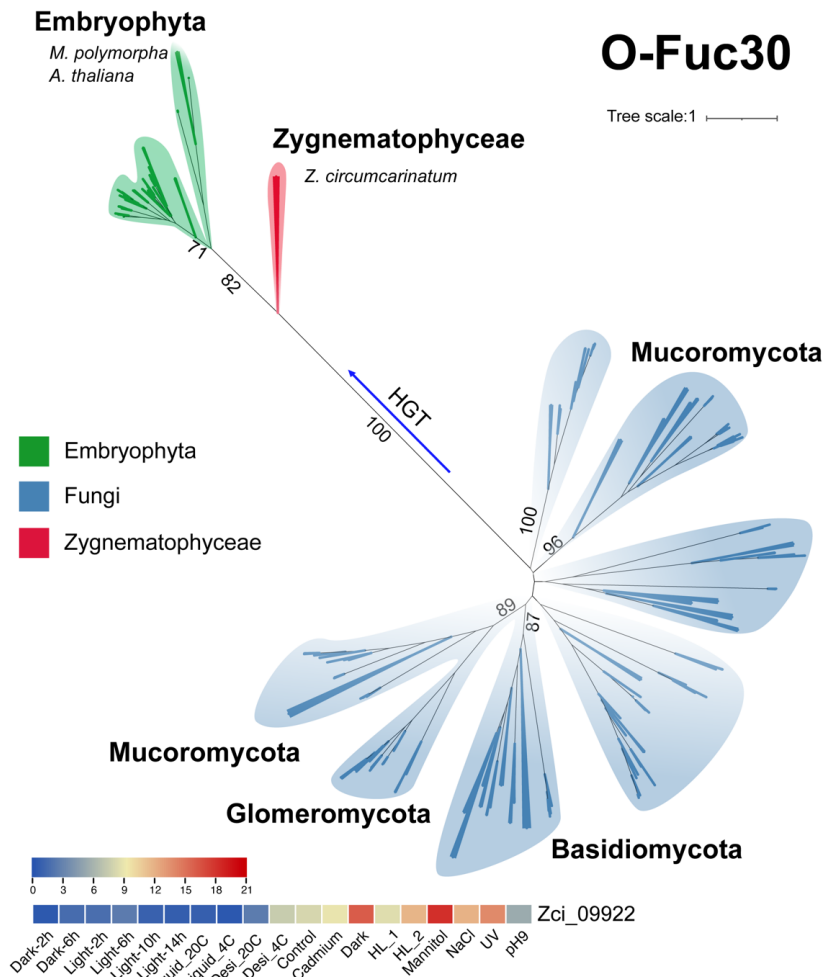 Embryophyta
M. polymorpha
A. thaliana
O-Fuc30
Tree scale:1
Zygnematophyceae
Z. circumcarinatum
71
82
HGT
100
Mucoromycota
Embryophyta
Fungi
Zygnematophyceae
100
96
89
87
Mucoromycota
Glomeromycota
Basidiomycota
0 3 6 9 12 15 18 21
Zci_09922
Dark-2h
Dark-6h
Light-2h
Light-6h
Light-10h
Light-14h
quid_20C
iquid_4C
Desi_20C
Desi_4C
Control
Cadmium
Dark
HL_1
HL_2
Mannitol
NaCl
UV
pH9